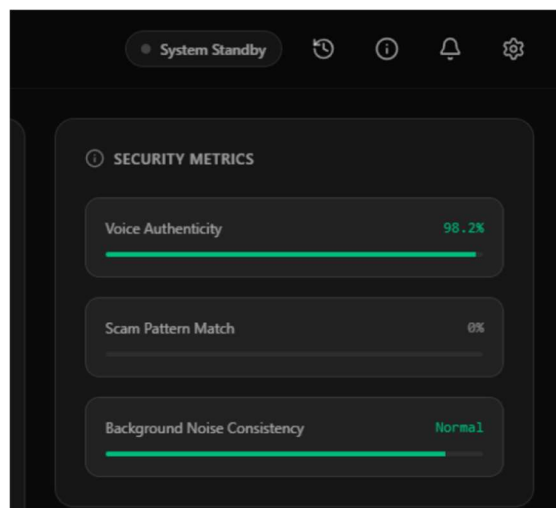 System Standby
SECURITY METRICS
Voice Authenticity 98.2%
Scam Pattern Match 0%
Background Noise Consistency Normal